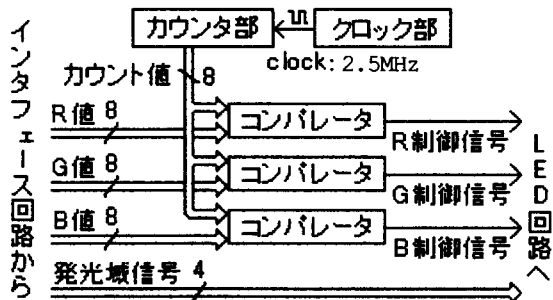 カウンタ部
クロック部
clock: 2.5MHz
カウント値 8
インタフェース回路から
R値 8
コンパレータ
R制御信号
G値 8
コンパレータ
G制御信号
B値 8
コンパレータ
B制御信号
発光域信号 4
LED回路へ